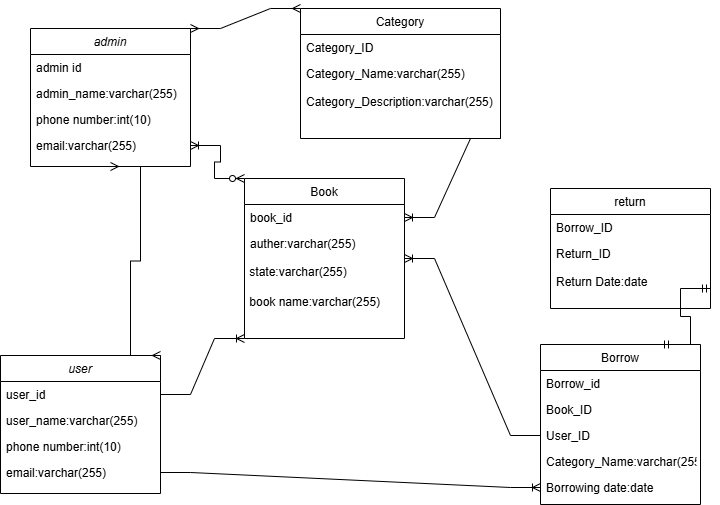 admin
admin id
admin_name:varchar(255)
phone number:int(10)
email:varchar(255)
Category
Category_ID
Category_Name:varchar(255)
Category_Description:varchar(255)
Book
book_id
auther:varchar(255)
state:varchar(255)
book name:varchar(255)
return
Borrow_ID
Return_ID
Return Date:date
user
user_id
user_name:varchar(255)
phone number:int(10)
email:varchar(255)
Borrow
Borrow_id
Book_ID
User_ID
Category_Name:varchar(25
Borrowing date:date